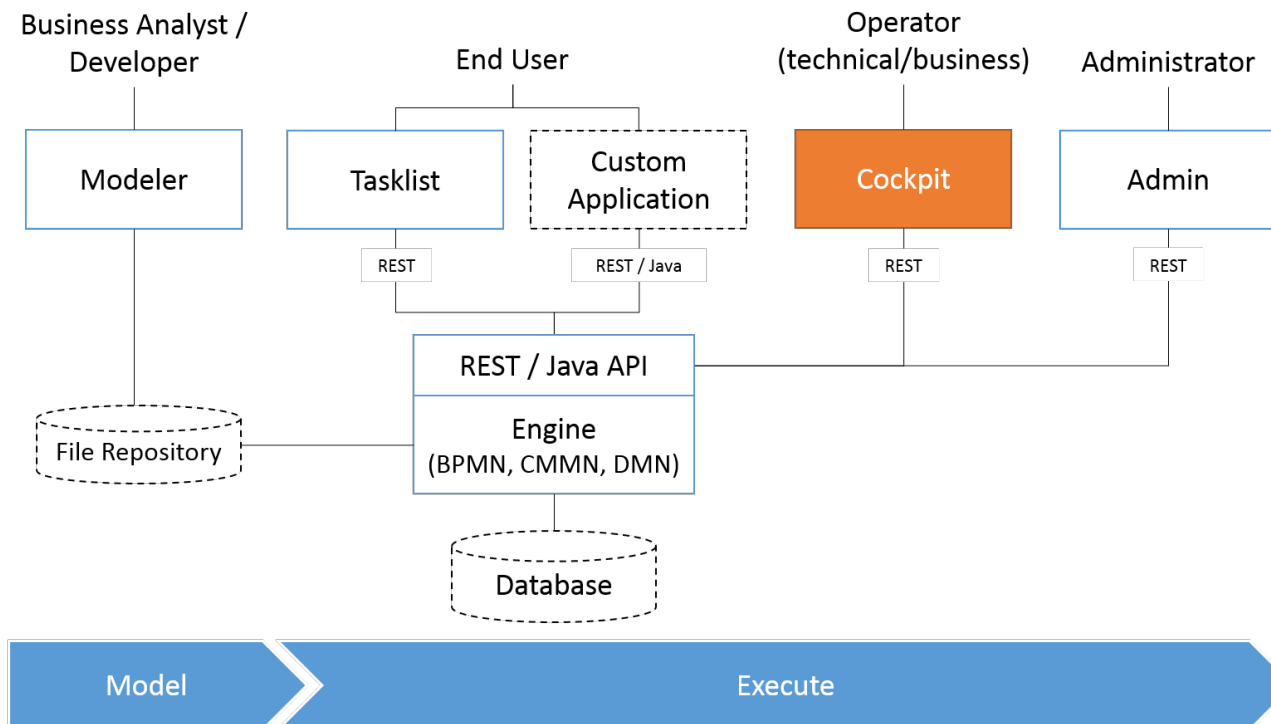 Business Analyst /
Developer
End User
Operator
(technical/business)
Administrator
Modeler
Tasklist
Custom
Application
Cockpit
Admin
REST
REST / Java
REST
REST
REST / Java API
File Repository
Engine
(BPMN, CMMN, DMN)
Database
Model
Execute